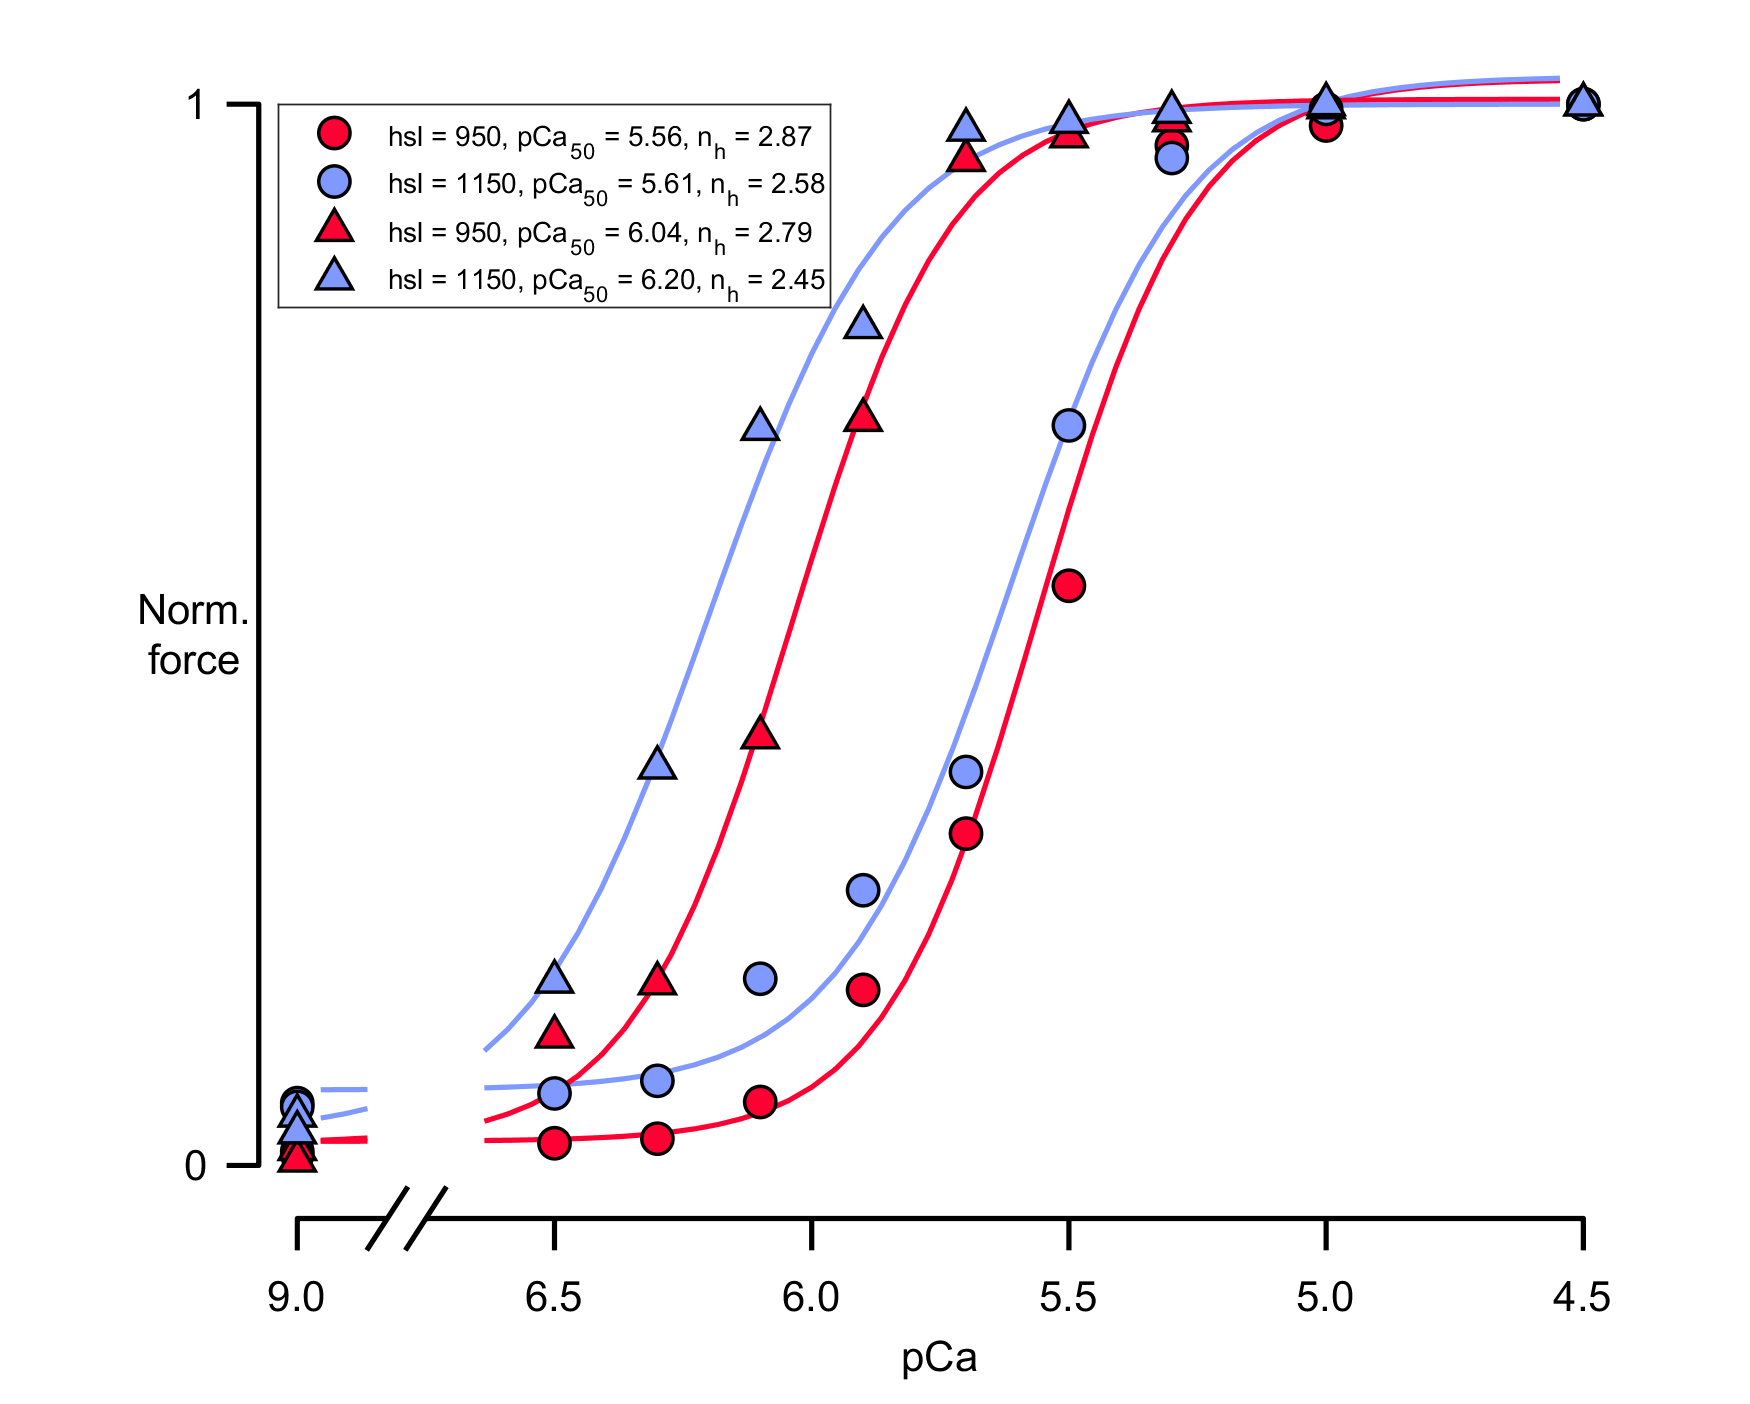 1
hsl = 950, pCa50 = 5.56, nh = 2.87
hsl = 1150, pCa50 = 5.61, nh = 2.58
hsl = 950, pCa50 = 6.04, nh = 2.79
hsl = 1150, pCa50 = 6.20, nh = 2.45
Norm.
force
0
9.0 6.5 6.0 5.5 5.0 4.5
pCa